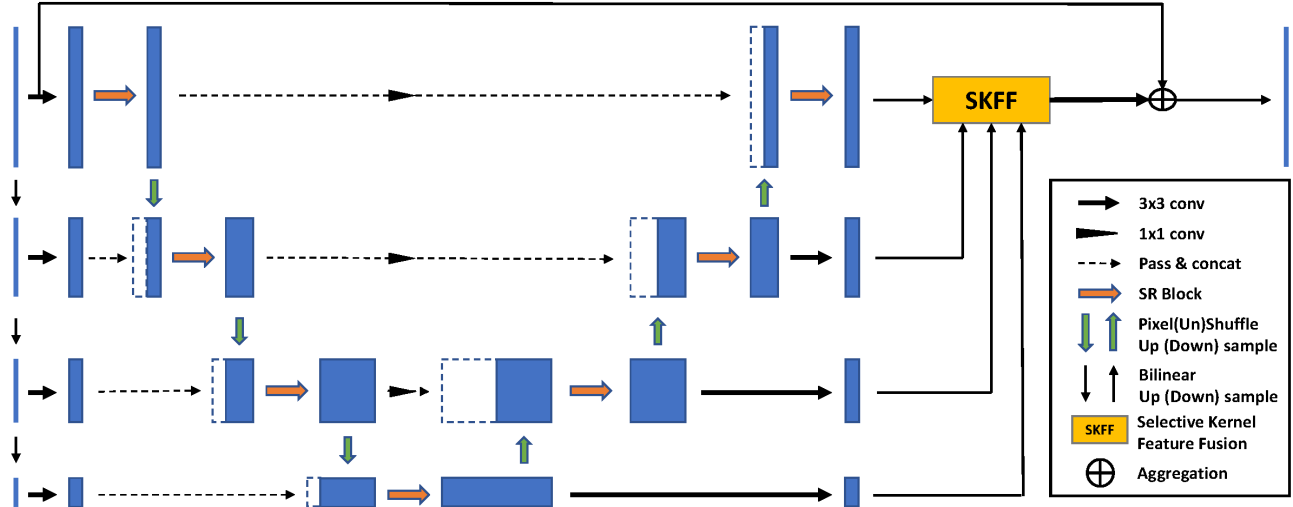 SKFF
3x3 conv
1x1 conv
Pass & concat
SR Block
Pixel(Un)Shuffle
Up (Down) sample
Bilinear
Up (Down) sample
SKFF
Selective Kernel
Feature Fusion
Aggregation